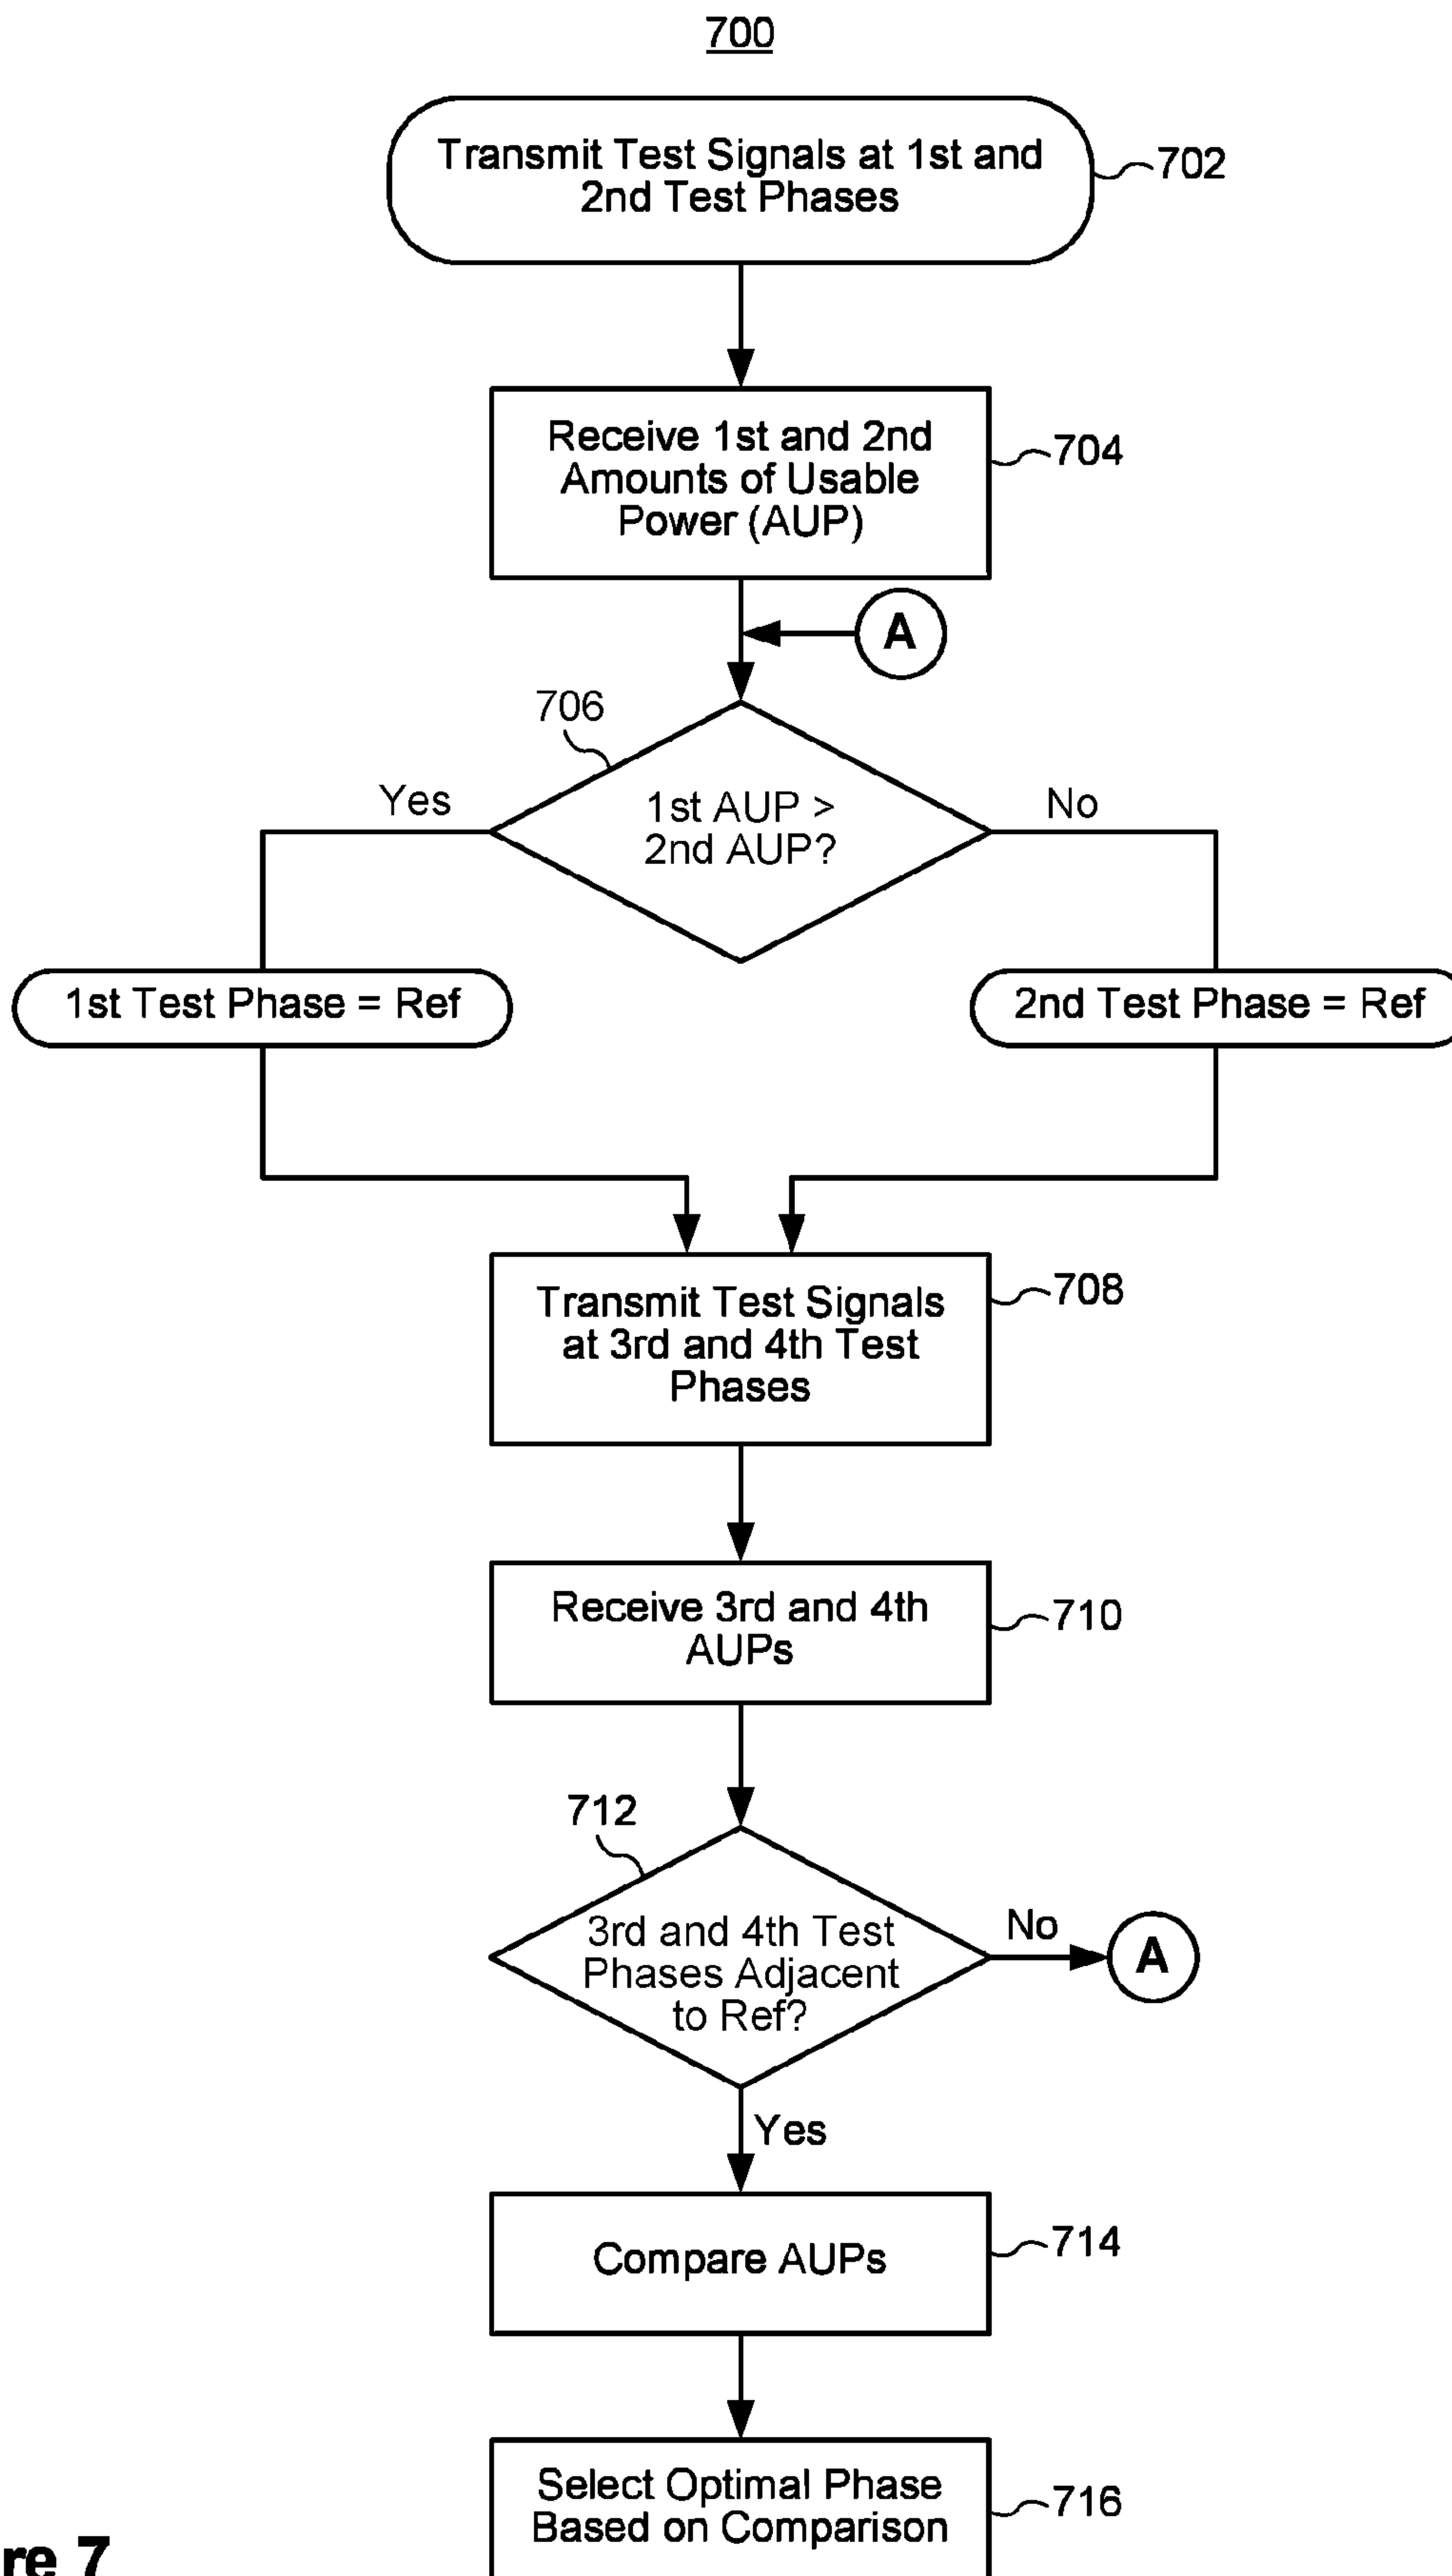 700
Transmit Test Signals at 1st and
2nd Test Phases
702
Receive 1st and 2nd
Amounts of Usable
Power (AUP)
704
A
706
1st AUP >
2nd AUP?
Yes
No
1st Test Phase = Ref
2nd Test Phase = Ref
Transmit Test Signals
at 3rd and 4th Test
Phases
708
Receive 3rd and 4th
AUPs
710
712
3rd and 4th Test
Phases Adjacent
to Ref?
No
A
Yes
Compare AUPs
714
Select Optimal Phase
Based on Comparison
716
re 7